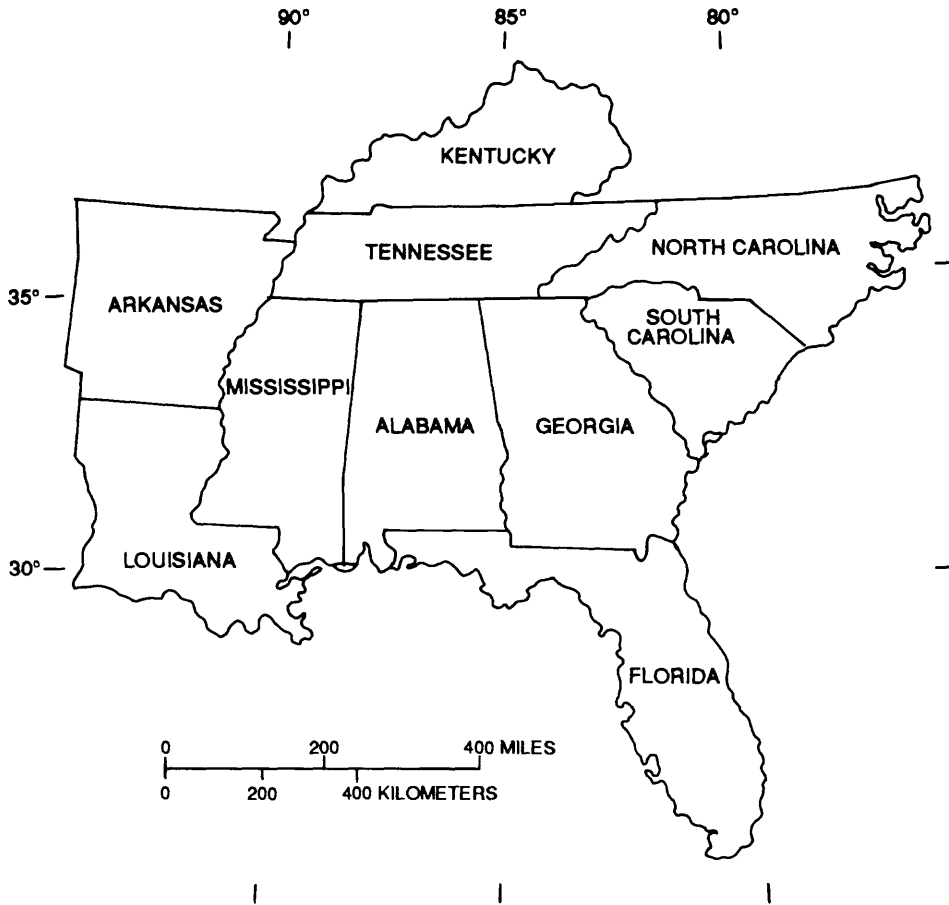 90° 85° 80°
KENTUCKY
TENNESSEE
NORTH CAROLINA
35°
ARKANSAS
SOUTH
CAROLINA
MISSISSIPPI
ALABAMA
GEORGIA
LOUISIANA
30°
FLORIDA
0 200 400 MILES
0 200 400 KILOMETERS